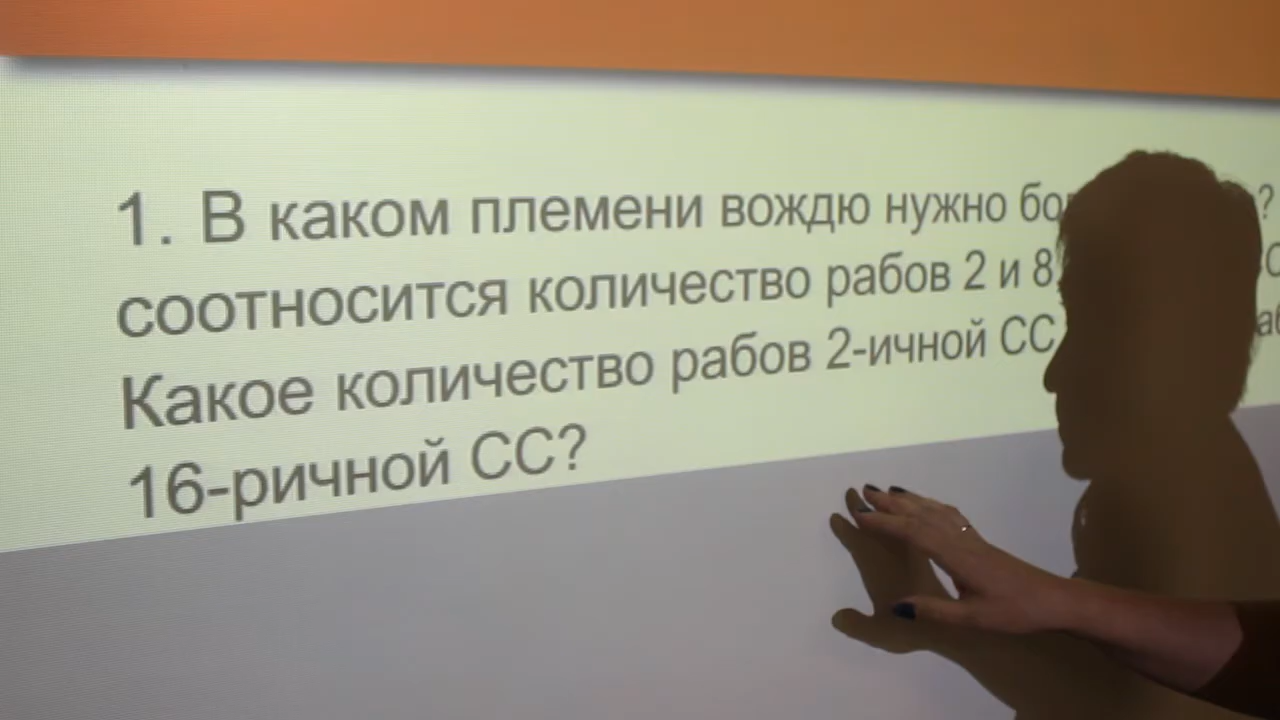 1. В каком племени вождю нужно ?
соотносится количество рабов 2 и 8
Какое количество рабов 2-ичной СС
16-ричной СС?